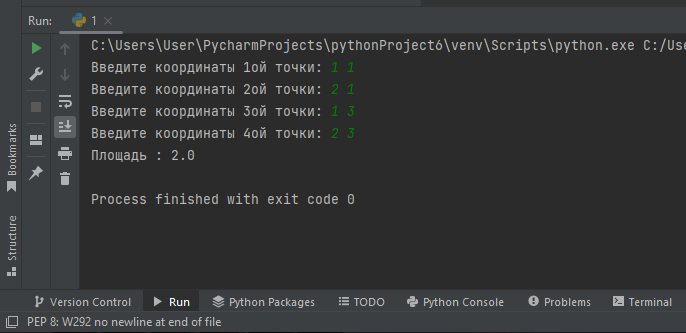 Run: 1
C:\Users\User\PycharmProjects\pythonProject6\venv\Scripts\python.exe C:/Use
Введите координаты 1ой точки: 1 1
Введите координаты 2ой точки: 2 1
Введите координаты 3ой точки: 1 3
Введите координаты 4ой точки: 2 3
Площадь : 2.0
Process finished with exit code 0
Bookmarks
Structure
Version Control Run Python Packages TODO Python Console Problems Terminal
PEP 8: W292 no newline at end of file